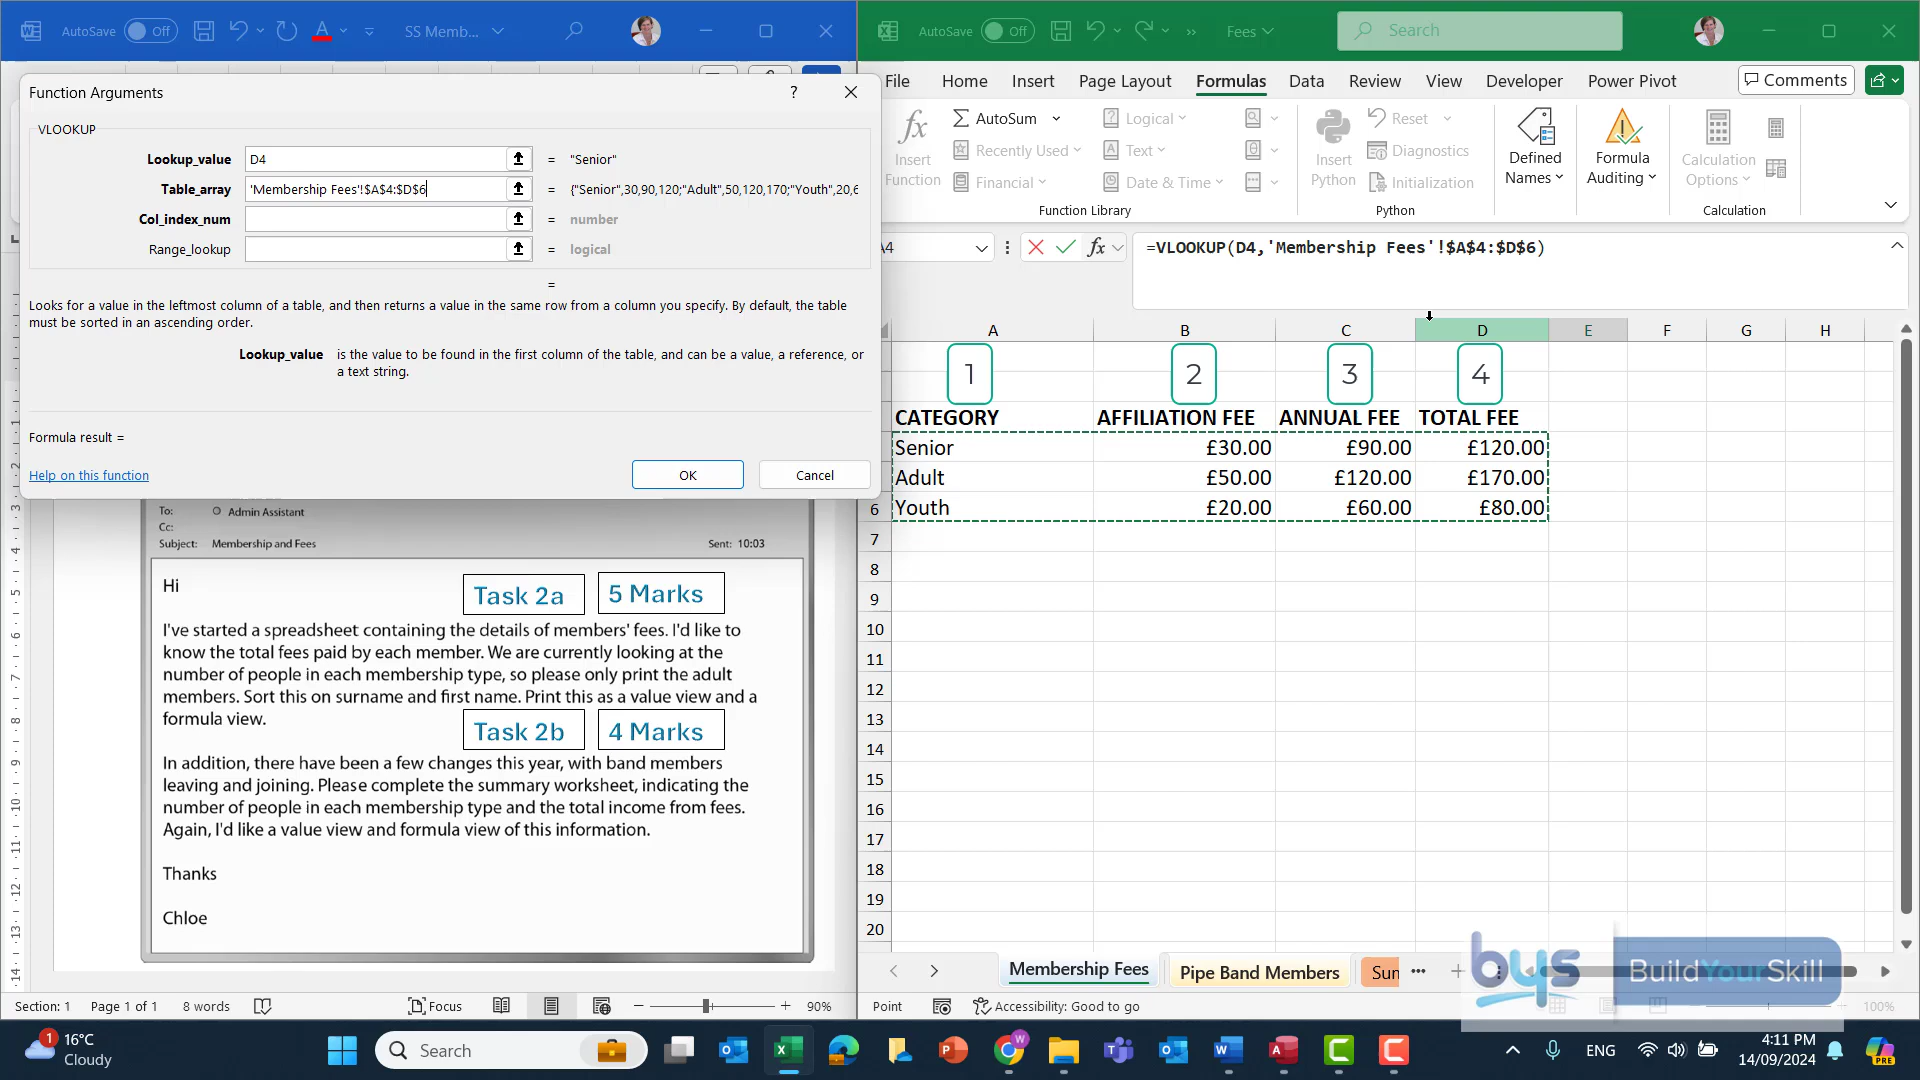 AutoSave Off SS Memb...
AutoSave Off Fees Search
File Home Insert Page Layout Formulas Data Review View Developer Power Pivot Comments
Function Arguments ?
VLOOKUP
Lookup_value D4 = "Senior"
Table_array 'Membership Fees'!$A$4:$D$6 = {"Senior",30,90,120;"Adult",50,120,170;"Youth",20,6
Col_index_num = number
Range_lookup = logical
=
Looks for a value in the leftmost column of a table, and then returns a value in the same row from a column you specify. By default, the table
must be sorted in an ascending order.
Lookup_value is the value to be found in the first column of the table, and can be a value, a reference, or
a text string.
Formula result =
Help on this function
OK Cancel
fx Insert Function
AutoSum
Recently Used
Financial
Logical
Text
Date & Time
Function Library
Insert Python
Reset
Diagnostics
Initialization
Python
Defined Names
Formula Auditing
Calculation Options
Calculation
A4 fx =VLOOKUP(D4,'Membership Fees'!$A$4:$D$6)
A B C D E F G H
1 2 3 4
CATEGORY AFFILIATION FEE ANNUAL FEE TOTAL FEE
Senior £30.00 £90.00 £120.00
Adult £50.00 £120.00 £170.00
6 Youth £20.00 £60.00 £80.00
7
8
9
10
11
12
13
14
15
16
17
18
19
20
To: Admin Assistant
Cc:
Subject: Membership and Fees Sent: 10:03
Hi
Task 2a 5 Marks
I've started a spreadsheet containing the details of members' fees. I'd like to
know the total fees paid by each member. We are currently looking at the
number of people in each membership type, so please only print the adult
members. Sort this on surname and first name. Print this as a value view and a
formula view.
Task 2b 4 Marks
In addition, there have been a few changes this year, with band members
leaving and joining. Please complete the summary worksheet, indicating the
number of people in each membership type and the total income from fees.
Again, I'd like a value view and formula view of this information.
Thanks
Chloe
Membership Fees Pipe Band Members Sun
bys BuildYourSkill
Section: 1 Page 1 of 1 8 words Focus 90%
Point Accessibility: Good to go 100%
1 16°C
Cloudy
Search
ENG
4:11 PM
14/09/2024